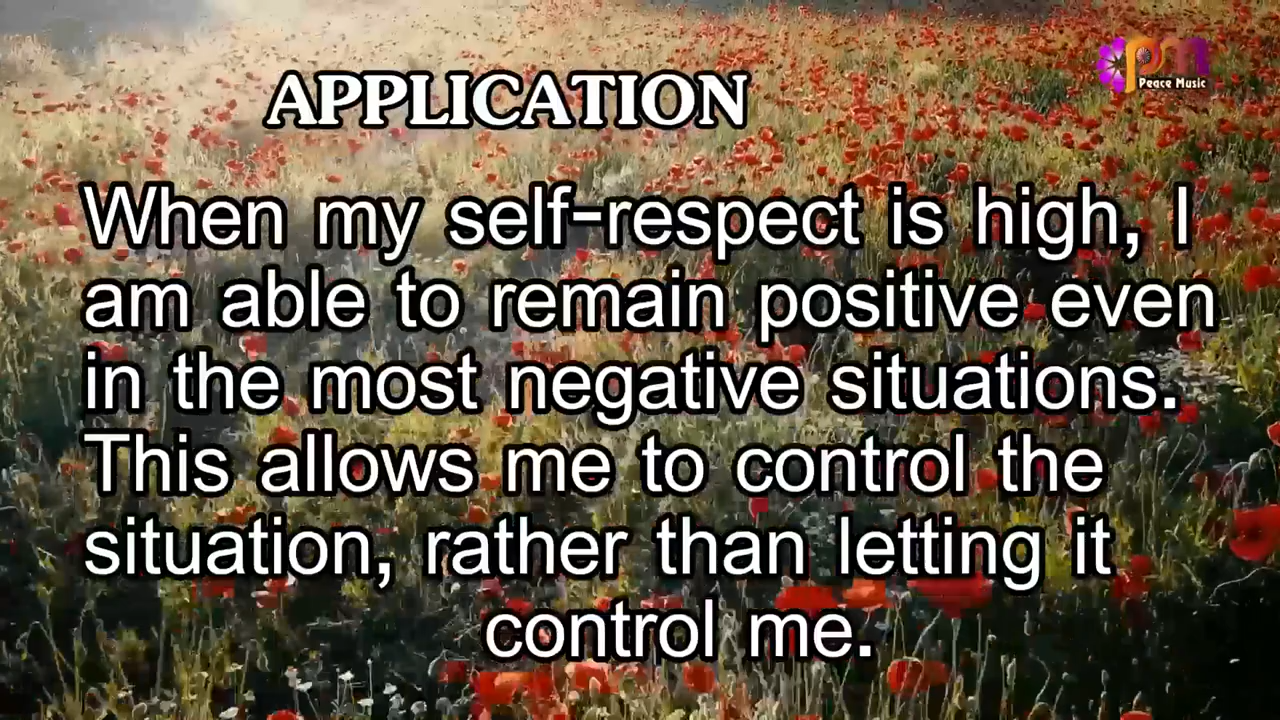 APPLICATION
pm
Peace Music
When my self-respect is high, I
am able to remain positive even
in the most negative situations.
This allows me to control the
situation, rather than letting it
control me.